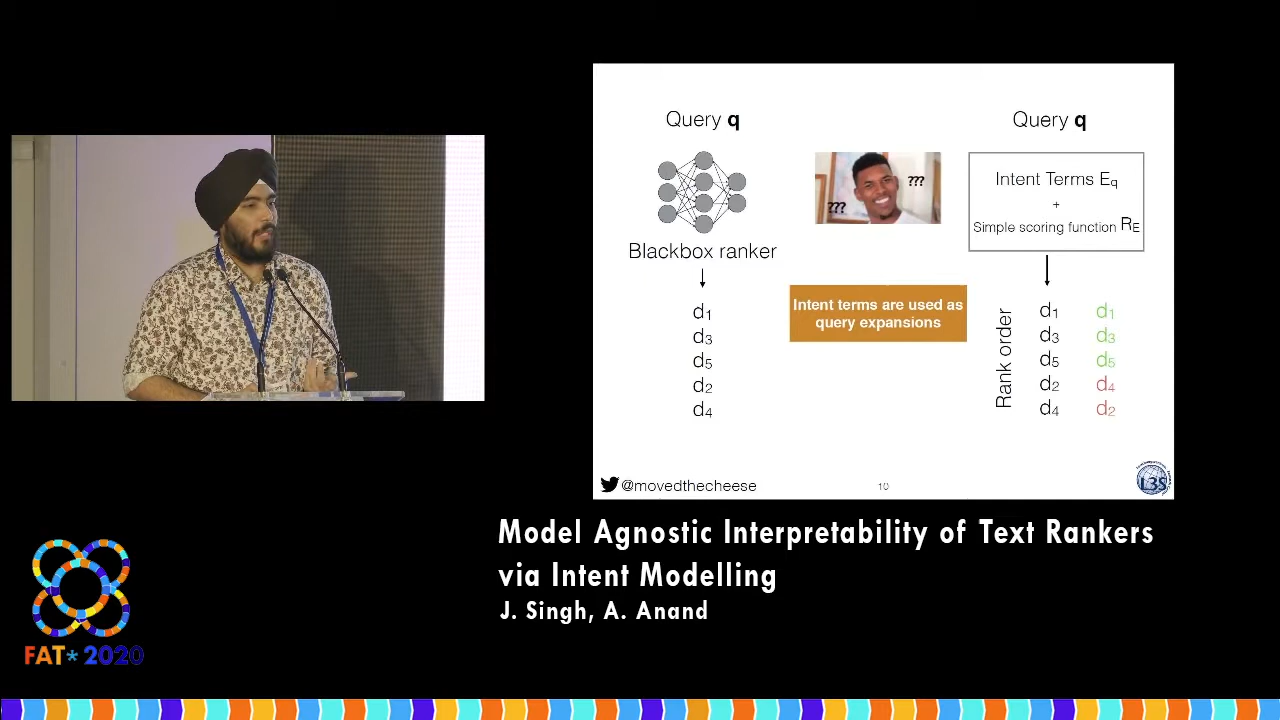 Query q
Query q
???
???
Intent Terms Eq
+
Simple scoring function RE
Blackbox ranker
Intent terms are used as
query expansions
d1
d3
d5
d2
d4
Rank order
d1 d1
d3 d3
d5 d5
d2 d4
d4 d2
@movedthecheese
10
L3S
Model Agnostic Interpretability of Text Rankers
via Intent Modelling
J. Singh, A. Anand
FAT* 2020